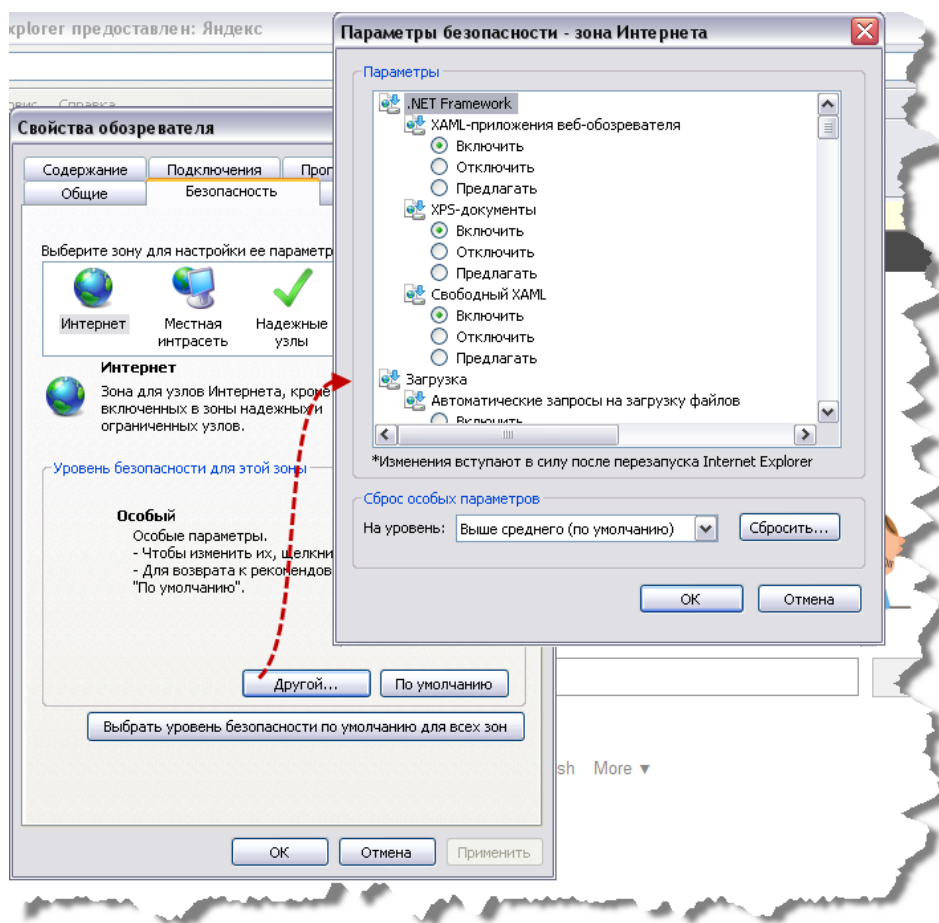 xplorer предоставлен: Яндекс
Справка
Свойства обозревателя
Содержание
Подключения
Общие
Безопасность
Выберите зону для настройки ее параметр
Интернет
Местная интрасеть
Надежные узлы
Интернет
Зона для узлов Интернета, кроме
включенных в зоны надежных и
ограниченных узлов.
Уровень безопасности для этой зоны
Особый
Особые параметры.
- Чтобы изменить их, щелкни
- Для возврата к рекомендов
"По умолчанию".
Другой...
По умолчанию
Выбрать уровень безопасности по умолчанию для всех зон
ОК
Отмена
Применить
Параметры безопасности - зона Интернета
Параметры
.NET Framework
XAML-приложения веб-обозревателя
Включить
Отключить
Предлагать
XPS-документы
Включить
Отключить
Предлагать
Свободный XAML
Включить
Отключить
Предлагать
Загрузка
Автоматические запросы на загрузку файлов
Включить
*Изменения вступают в силу после перезапуска Internet Explorer
Сброс особых параметров
На уровень:
Выше среднего (по умолчанию)
Сбросить...
ОК
Отмена
sh More ▼